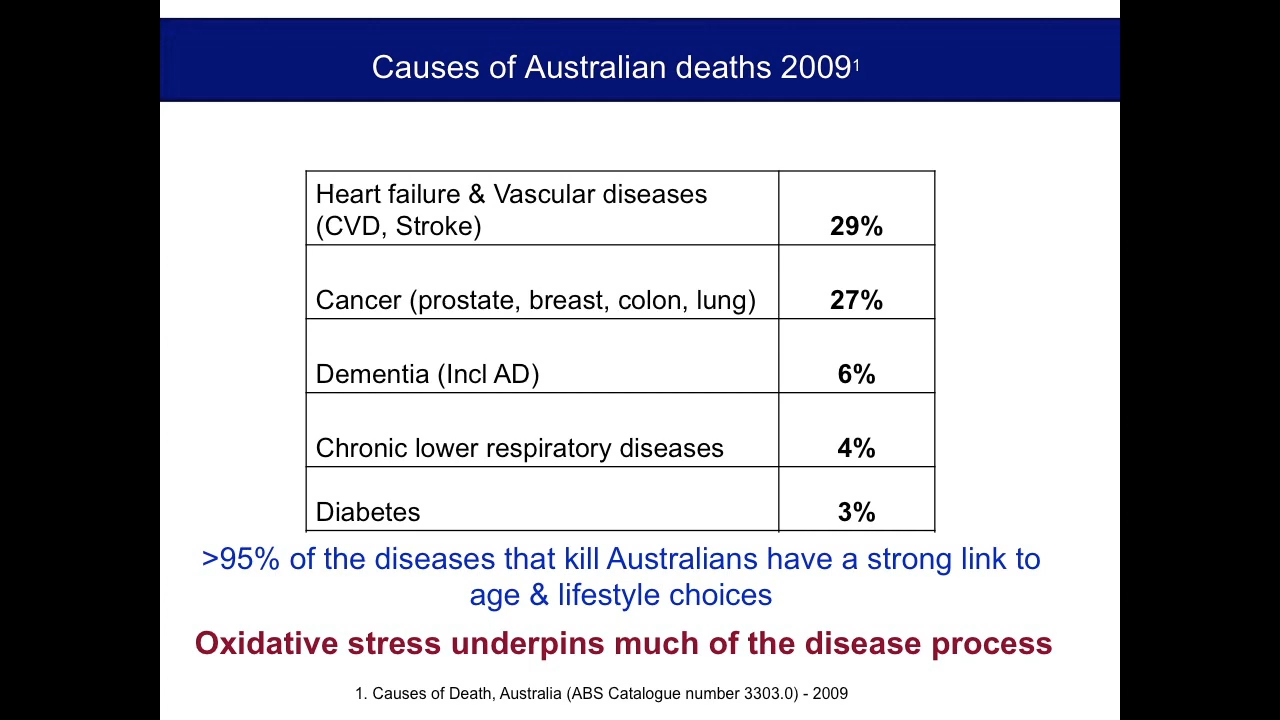 Causes of Australian deaths 2009¹
Heart failure & Vascular diseases
(CVD, Stroke) 29%
Cancer (prostate, breast, colon, lung) 27%
Dementia (Incl AD) 6%
Chronic lower respiratory diseases 4%
Diabetes 3%
>95% of the diseases that kill Australians have a strong link to
age & lifestyle choices
Oxidative stress underpins much of the disease process
1. Causes of Death, Australia (ABS Catalogue number 3303.0) - 2009